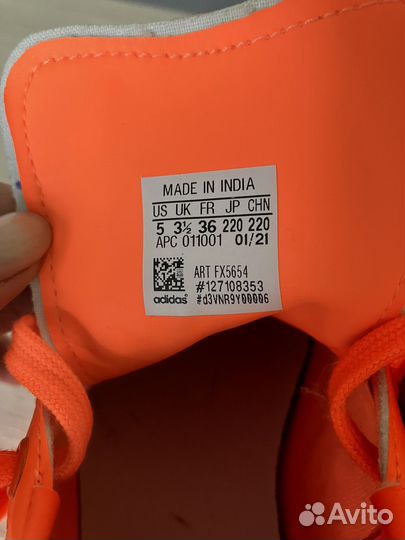 MADE IN INDIA
US UK FR JP CHN
5 3½ 36 220 220
APC 011001 01/21
ART FX5654
#127108353
adidas #d3VNR9Y00006
Avito